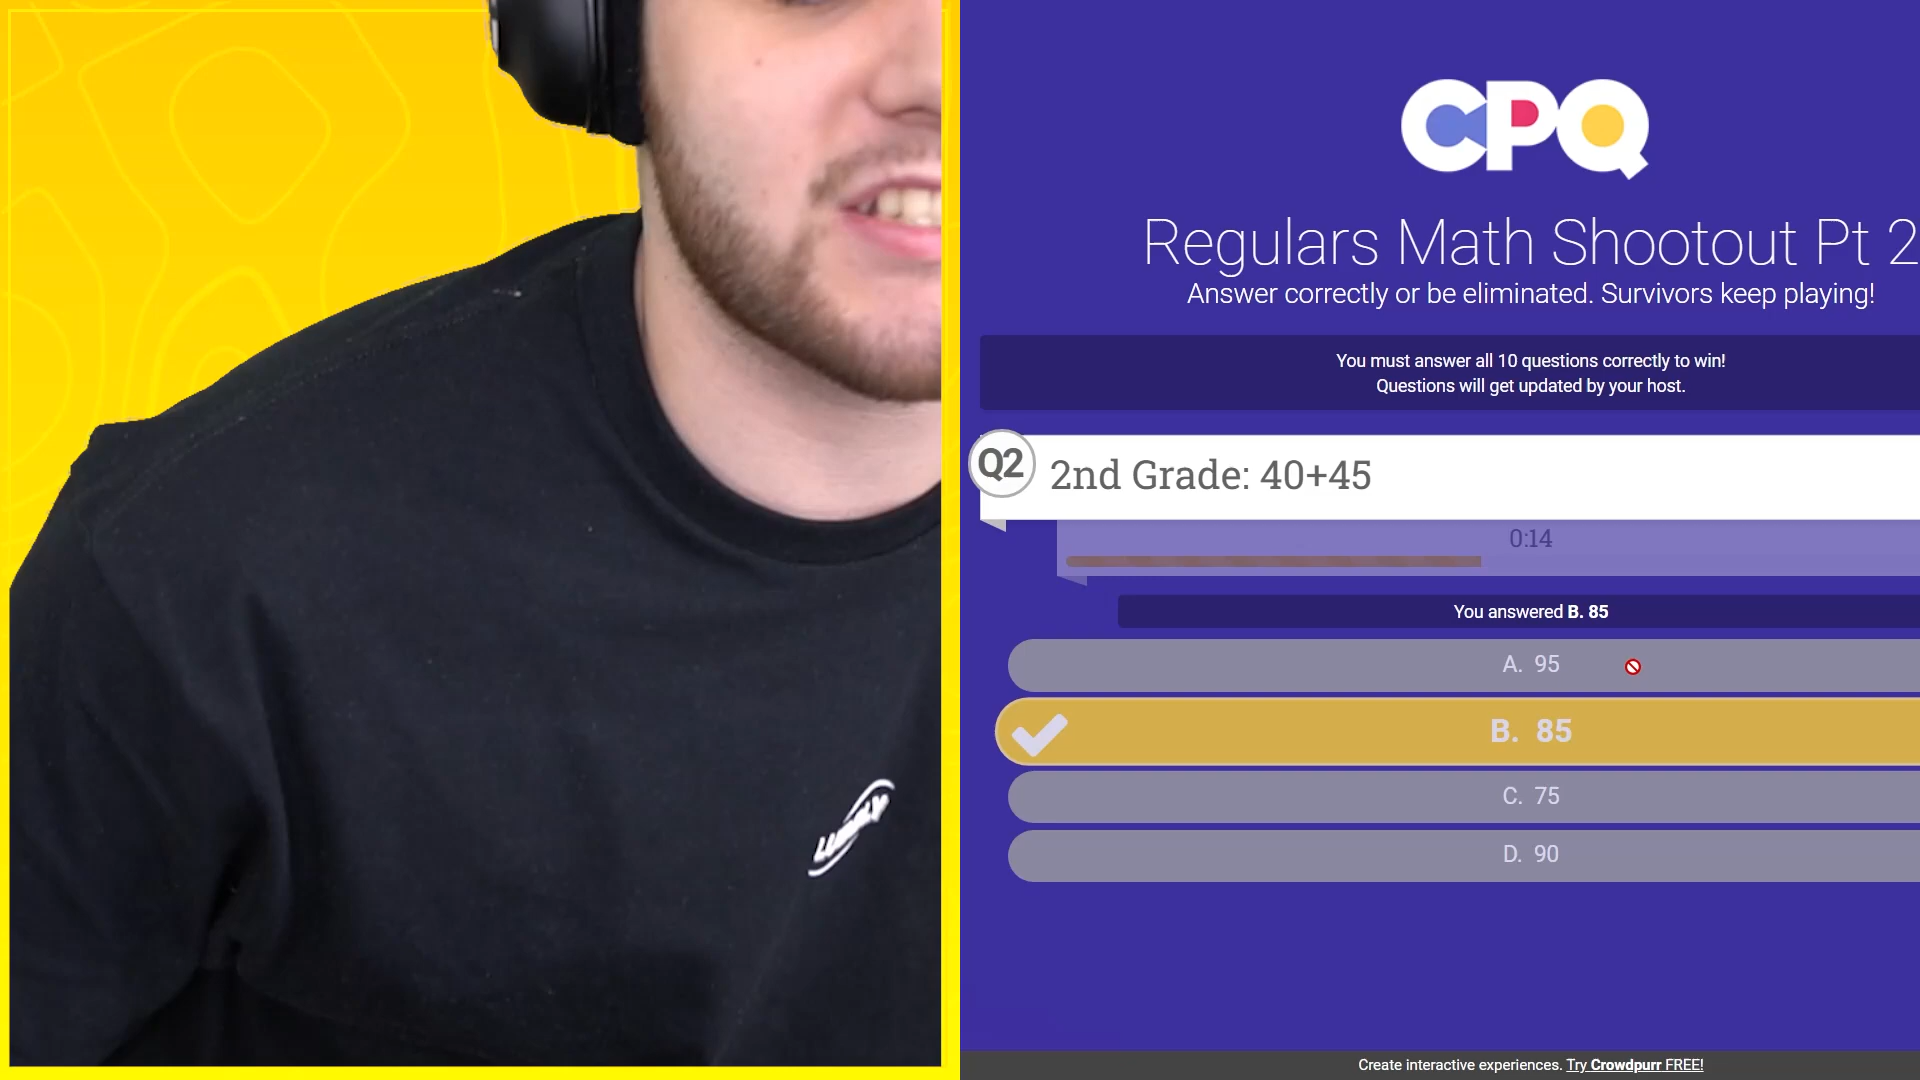 CPQ
Regulars Math Shootout Pt 2
Answer correctly or be eliminated. Survivors keep playing!
You must answer all 10 questions correctly to win!
Questions will get updated by your host.
Q2
2nd Grade: 40+45
0:14
You answered B. 85
A. 95
B. 85
C. 75
D. 90
Create interactive experiences. Try Crowdpurr FREE!